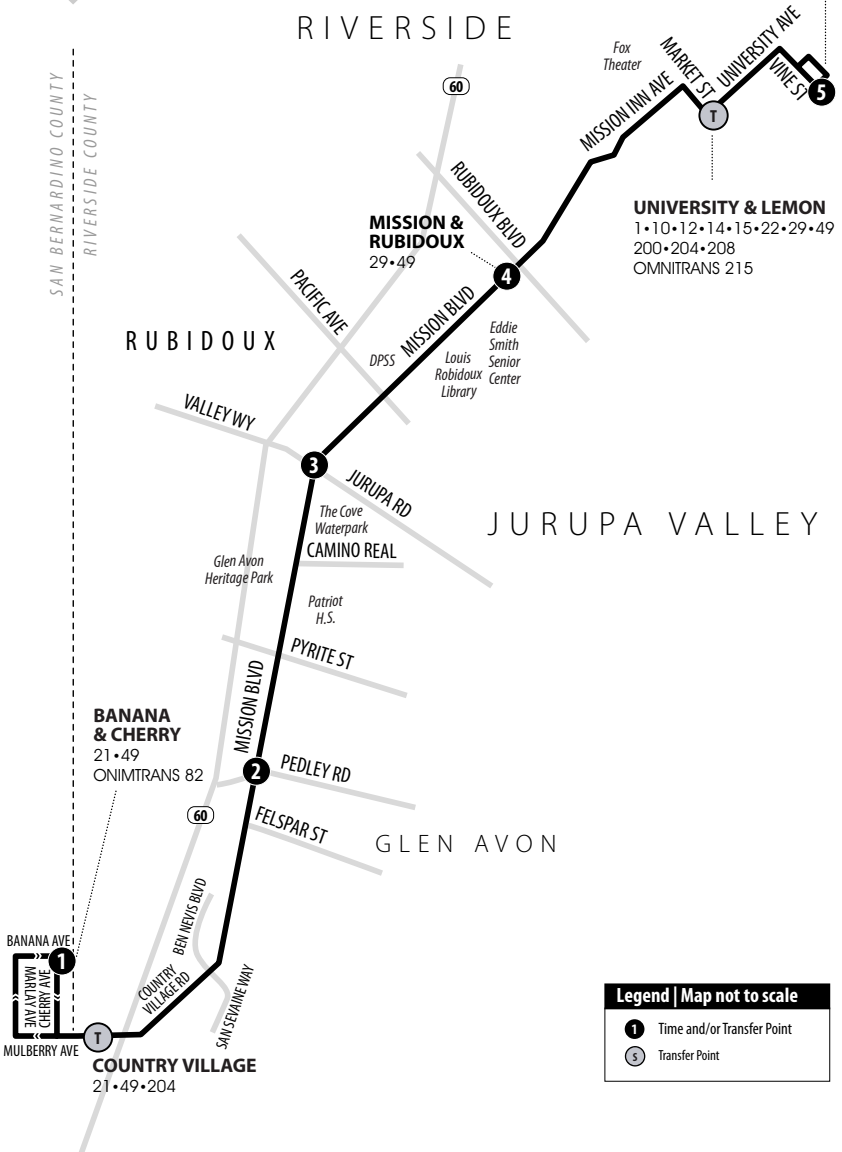 RIVERSIDE
SAN BERNARDINO COUNTY
RIVERSIDE COUNTY
60
Fox
Theater
MISSION INN AVE
MARKET ST
UNIVERSITY AVE
VINE ST
5
T
UNIVERSITY & LEMON
1•10•12•14•15•22•29•49
200•204•208
OMNITRANS 215
MISSION &
RUBIDOUX
29•49
RUBIDOUX BLVD
4
PACIFIC AVE
MISSION BLVD
RUBIDOUX
DPSS
Louis
Robidoux
Library
Eddie
Smith
Senior
Center
VALLEY WY
3
JURUPA RD
JURUPA VALLEY
The Cove
Waterpark
CAMINO REAL
Glen Avon
Heritage Park
Patriot
H.S.
PYRITE ST
MISSION BLVD
BANANA
& CHERRY
21•49
ONIMTRANS 82
2
PEDLEY RD
60
FELSPAR ST
GLEN AVON
BEN NEVIS BLVD
BANANA AVE
1
MARLAY AVE
CHERRY AVE
COUNTRY
VILLAGE RD
SAN SEVAINE WAY
MULBERRY AVE
T
COUNTRY VILLAGE
21•49•204
Legend | Map not to scale
1 Time and/or Transfer Point
S Transfer Point